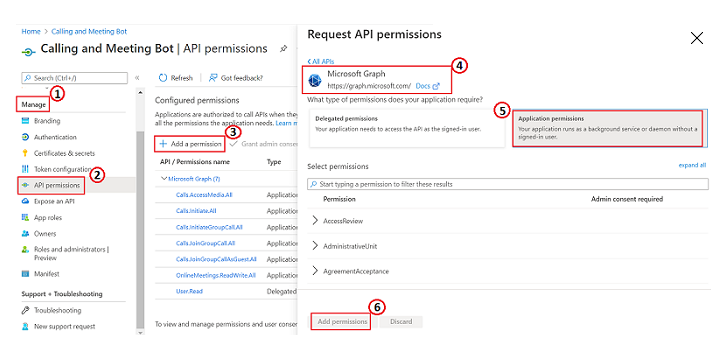 Home > Calling and Meeting Bot
Calling and Meeting Bot | API permissions
Search (Ctrl+/)
«
1
Manage
Branding
Authentication
Certificates & secrets
Token configuration
2
API permissions
Expose an API
App roles
Owners
Roles and administrators | Preview
Manifest
Support + Troubleshooting
Troubleshooting
New support request
Refresh
Got feedback?
Configured permissions
Applications are authorized to call APIs when they
all the permissions the application needs. Learn m
3
+ Add a permission
Grant admin conse
API / Permissions name Type
Microsoft Graph (7)
Calls.AccessMedia.All Applicatio
Calls.Initiate.All Applicatio
Calls.InitiateGroupCall.All Applicatio
Calls.JoinGroupCall.All Applicatio
Calls.JoinGroupCallAsGuest.All Applicatio
OnlineMeetings.ReadWrite.All Applicatio
User.Read Delegated
To view and manage permissions and user conse
Request API permissions
< All APIs
4
Microsoft Graph
https://graph.microsoft.com/ Docs
What type of permissions does your application require?
5
Delegated permissions
Your application needs to access the API as the signed-in user.
Application permissions
Your application runs as a background service or daemon without a
signed-in user.
Select permissions
expand all
Start typing a permission to filter these results
Permission Admin consent required
> AccessReview
> AdministrativeUnit
> AgreementAcceptance
6
Add permissions
Discard